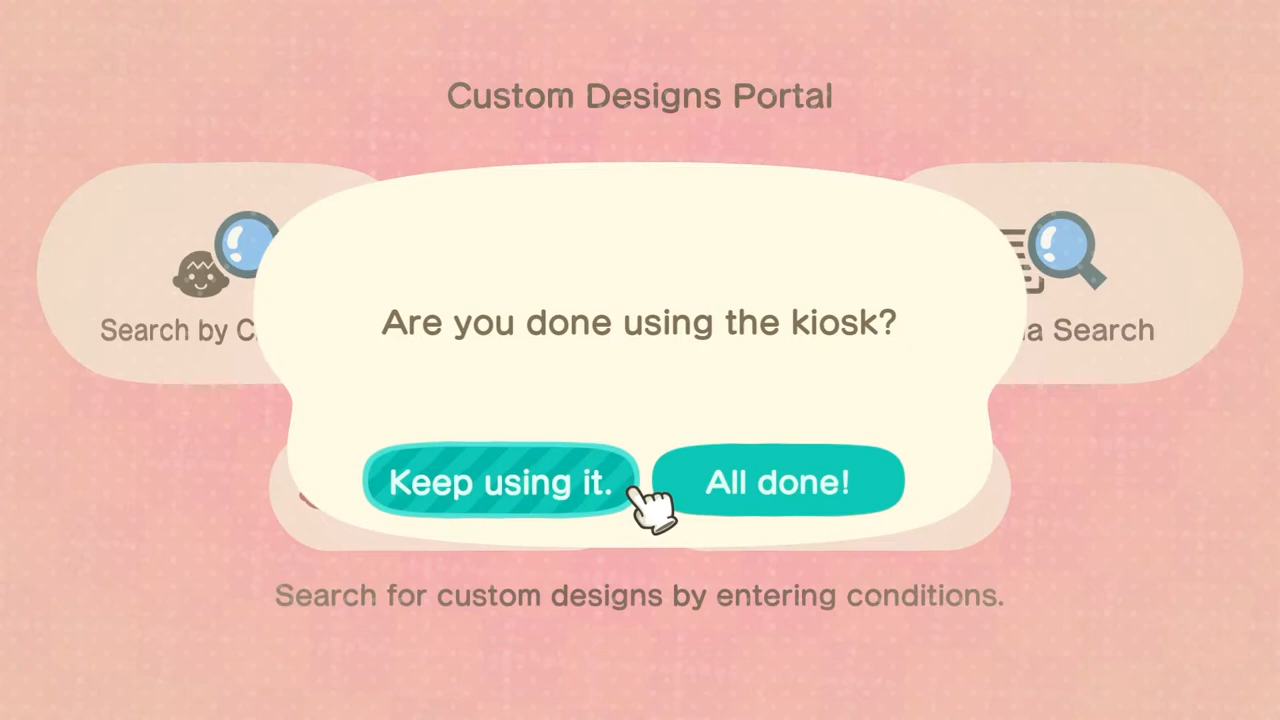 Custom Designs Portal
Search by C
a Search
Are you done using the kiosk?
Keep using it.
All done!
Search for custom designs by entering conditions.